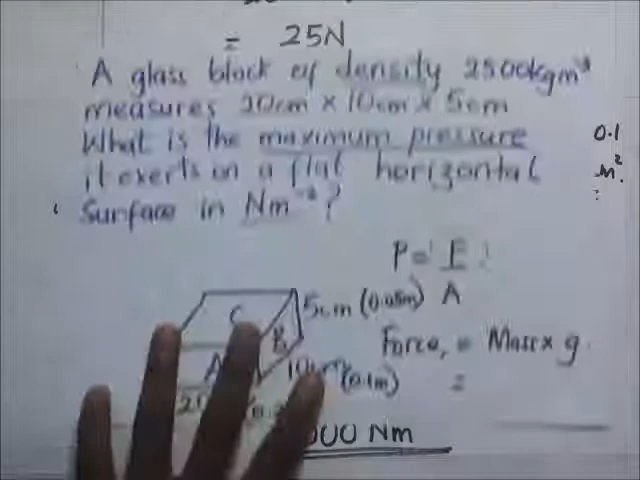 = 25N
A glass block of density 2500kgm⁻³
measures 20cm × 10cm × 5cm
What is the maximum pressure
it exerts on a flat horizontal
Surface in Nm⁻²?
0.1
m².
P = F
A
5cm (0.05m)
C
B
A
Force, = Mass × g.
=
(0.1m)
000 Nm